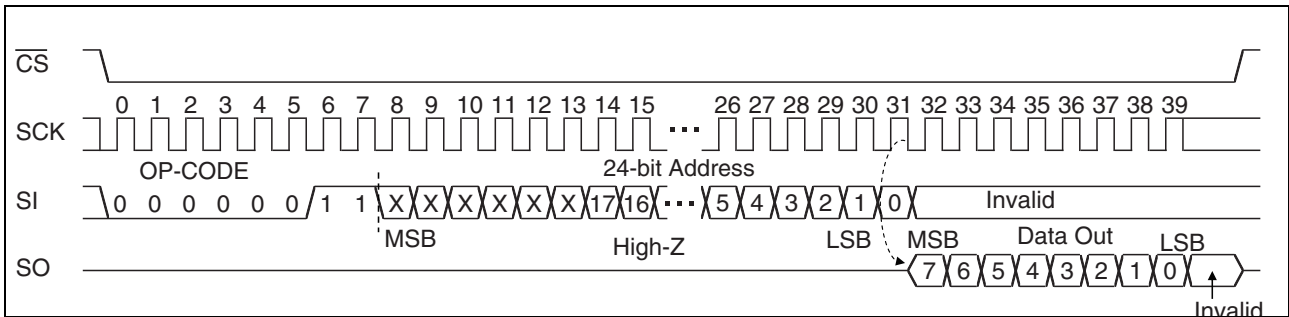 CS
0 1 2 3 4 5 6 7 8 9 10 11 12 13 14 15 26 27 28 29 30 31 32 33 34 35 36 37 38 39
SCK ···
OP-CODE 24-bit Address
SI 0 0 0 0 0 0 1 1 X X X X X X 17 16 ··· 5 4 3 2 1 0 Invalid
MSB High-Z LSB MSB Data Out LSB
SO 7 6 5 4 3 2 1 0
Invalid